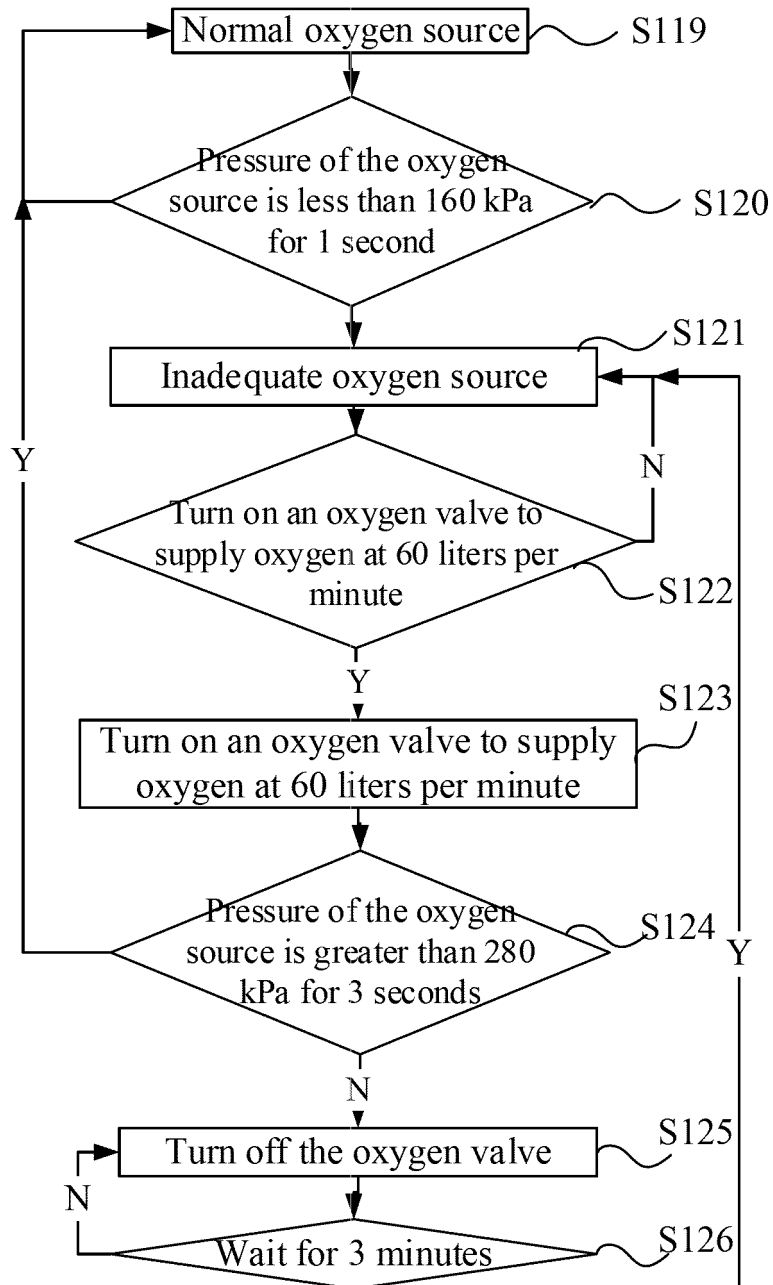 Normal oxygen source
S119
Pressure of the oxygen
source is less than 160 kPa
for 1 second
S120
S121
Inadequate oxygen source
Y
N
Turn on an oxygen valve to
supply oxygen at 60 liters per
minute
S122
Y
S123
Turn on an oxygen valve to supply
oxygen at 60 liters per minute
Pressure of the oxygen
source is greater than 280
kPa for 3 seconds
S124
Y
N
Turn off the oxygen valve
S125
N
Wait for 3 minutes
S126